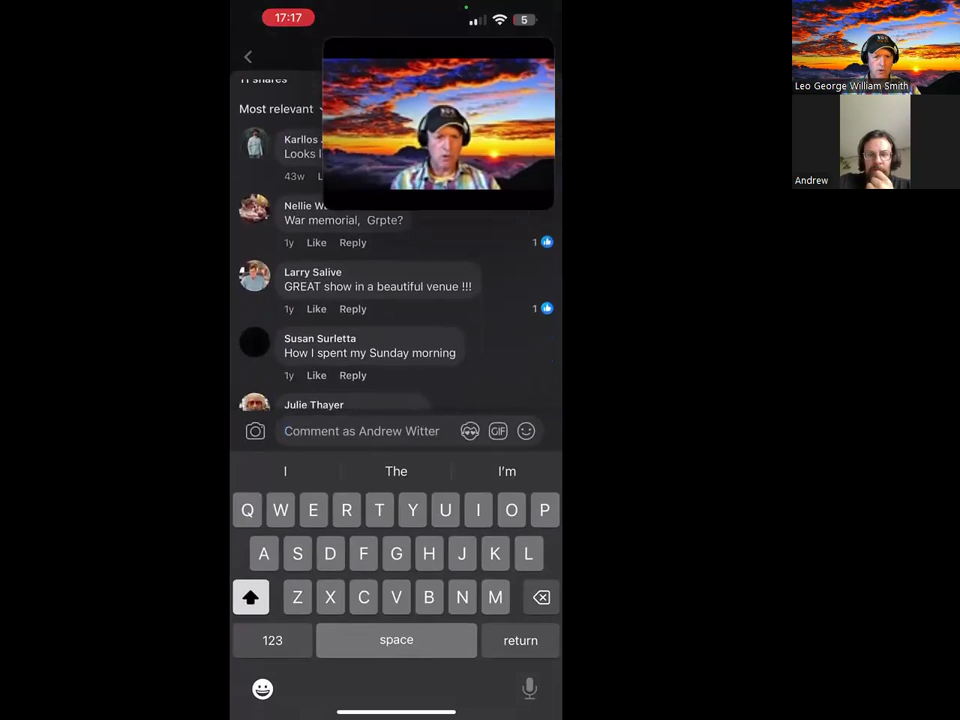 17:17
5
11 shares
Most relevant
Karllos
Looks
43w
Nellie W
War memorial, Grpte?
1y Like Reply 1
Larry Salive
GREAT show in a beautiful venue !!!
1y Like Reply 1
Susan Surletta
How I spent my Sunday morning
1y Like Reply
Julie Thayer
Comment as Andrew Witter GIF
I The I'm
Q W E R T Y U I O P
A S D F G H J K L
Z X C V B N M
123 space return
Leo George William Smith
Andrew